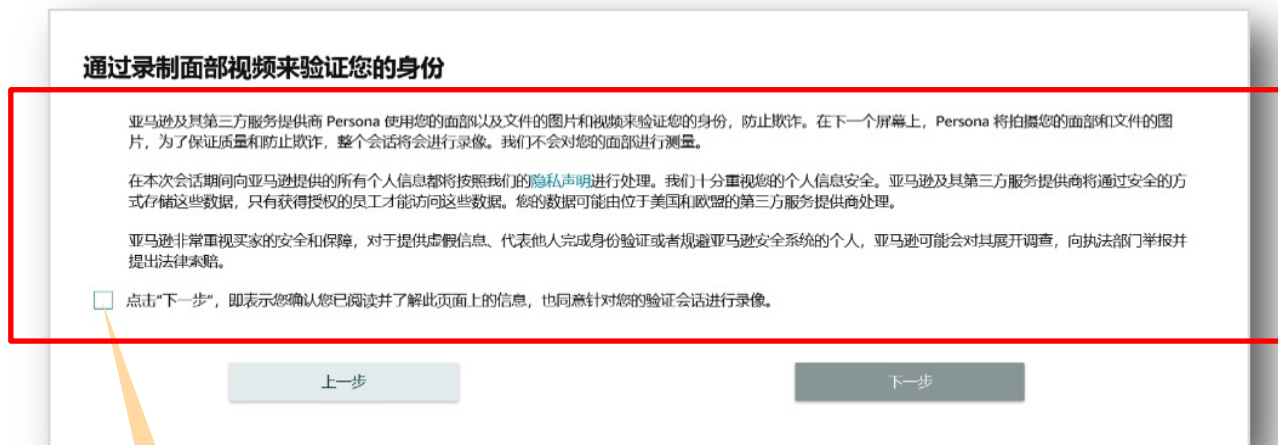 通过录制面部视频来验证您的身份
亚马逊及其第三方服务提供商 Persona 使用您的面部以及文件的图片和视频来验证您的身份，防止欺诈。在下一个屏幕上，Persona 将拍摄您的面部和文件的图
片，为了保证质量和防止欺诈，整个会话将会进行录像。我们不会对您的面部进行测量。
在本次会话期间向亚马逊提供的所有个人信息都将按照我们的隐私声明进行处理。我们十分重视您的个人信息安全。亚马逊及其第三方服务提供商将通过安全的方
式存储这些数据，只有获得授权的员工才能访问这些数据。您的数据可能由位于美国和欧盟的第三方服务提供商处理。
亚马逊非常重视买家的安全和保障，对于提供虚假信息、代表他人完成身份验证或者规避亚马逊安全系统的个人，亚马逊可能会对其展开调查，向执法部门举报并
提出法律索赔。
点击“下一步”，即表示您确认您已阅读并了解此页面上的信息，也同意针对您的验证会话进行录像。
上一步
下一步